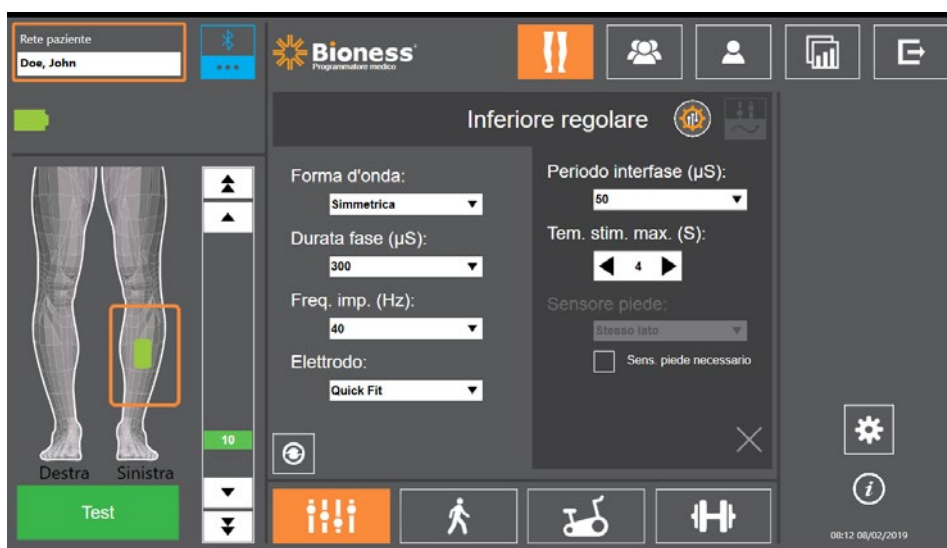 Rete paziente
Doe, John
Bioness
Programmatore medico
Inferiore regolare
Forma d'onda:
Simmetrica
Durata fase (µS):
300
Freq. imp. (Hz):
40
Elettrodo:
Quick Fit
Periodo interfase (µS):
50
Tem. stim. max. (S):
4
Sensore piede:
Stesso lato
Sens. piede necessario
10
Destra Sinistra
Test
08:12 08/02/2019